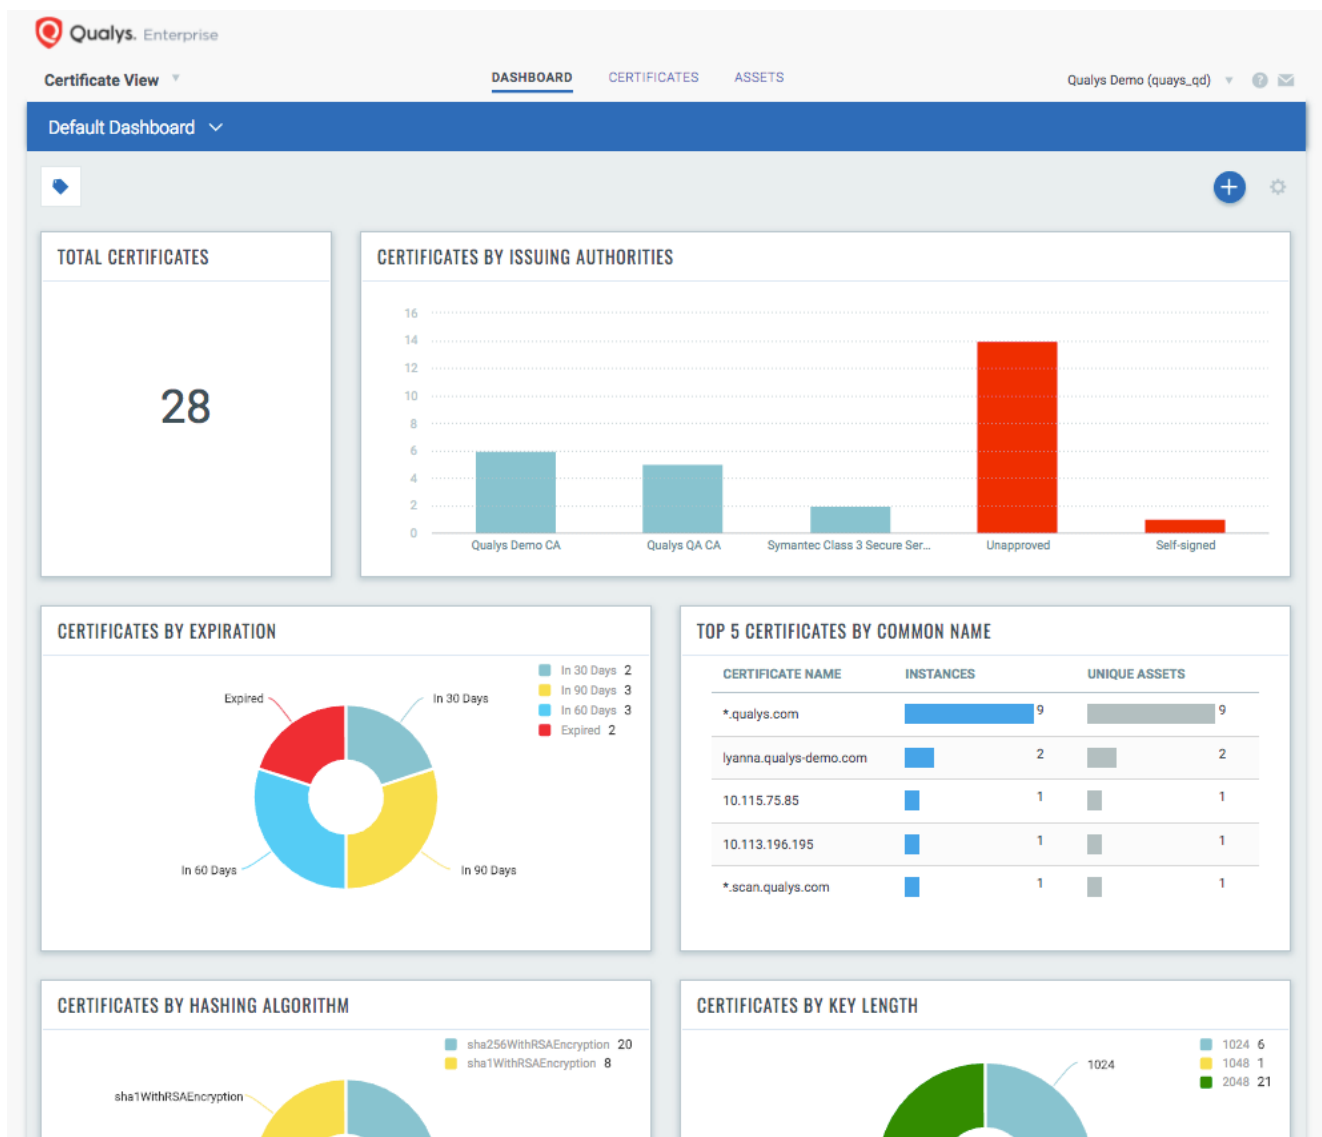 Qualys. Enterprise
Certificate View
DASHBOARD CERTIFICATES ASSETS
Qualys Demo (quays_qd)
Default Dashboard
TOTAL CERTIFICATES
28
CERTIFICATES BY ISSUING AUTHORITIES
16
14
12
10
8
6
4
2
0
Qualys Demo CA Qualys QA CA Symantec Class 3 Secure Ser... Unapproved Self-signed
CERTIFICATES BY EXPIRATION
In 30 Days 2
In 90 Days 3
In 60 Days 3
Expired 2
Expired
In 30 Days
In 60 Days
In 90 Days
TOP 5 CERTIFICATES BY COMMON NAME
CERTIFICATE NAME INSTANCES UNIQUE ASSETS
*.qualys.com 9 9
lyanna.qualys-demo.com 2 2
10.115.75.85 1 1
10.113.196.195 1 1
*.scan.qualys.com 1 1
CERTIFICATES BY HASHING ALGORITHM
sha256WithRSAEncryption 20
sha1WithRSAEncryption 8
sha1WithRSAEncryption
CERTIFICATES BY KEY LENGTH
1024 6
1048 1
2048 21
1024